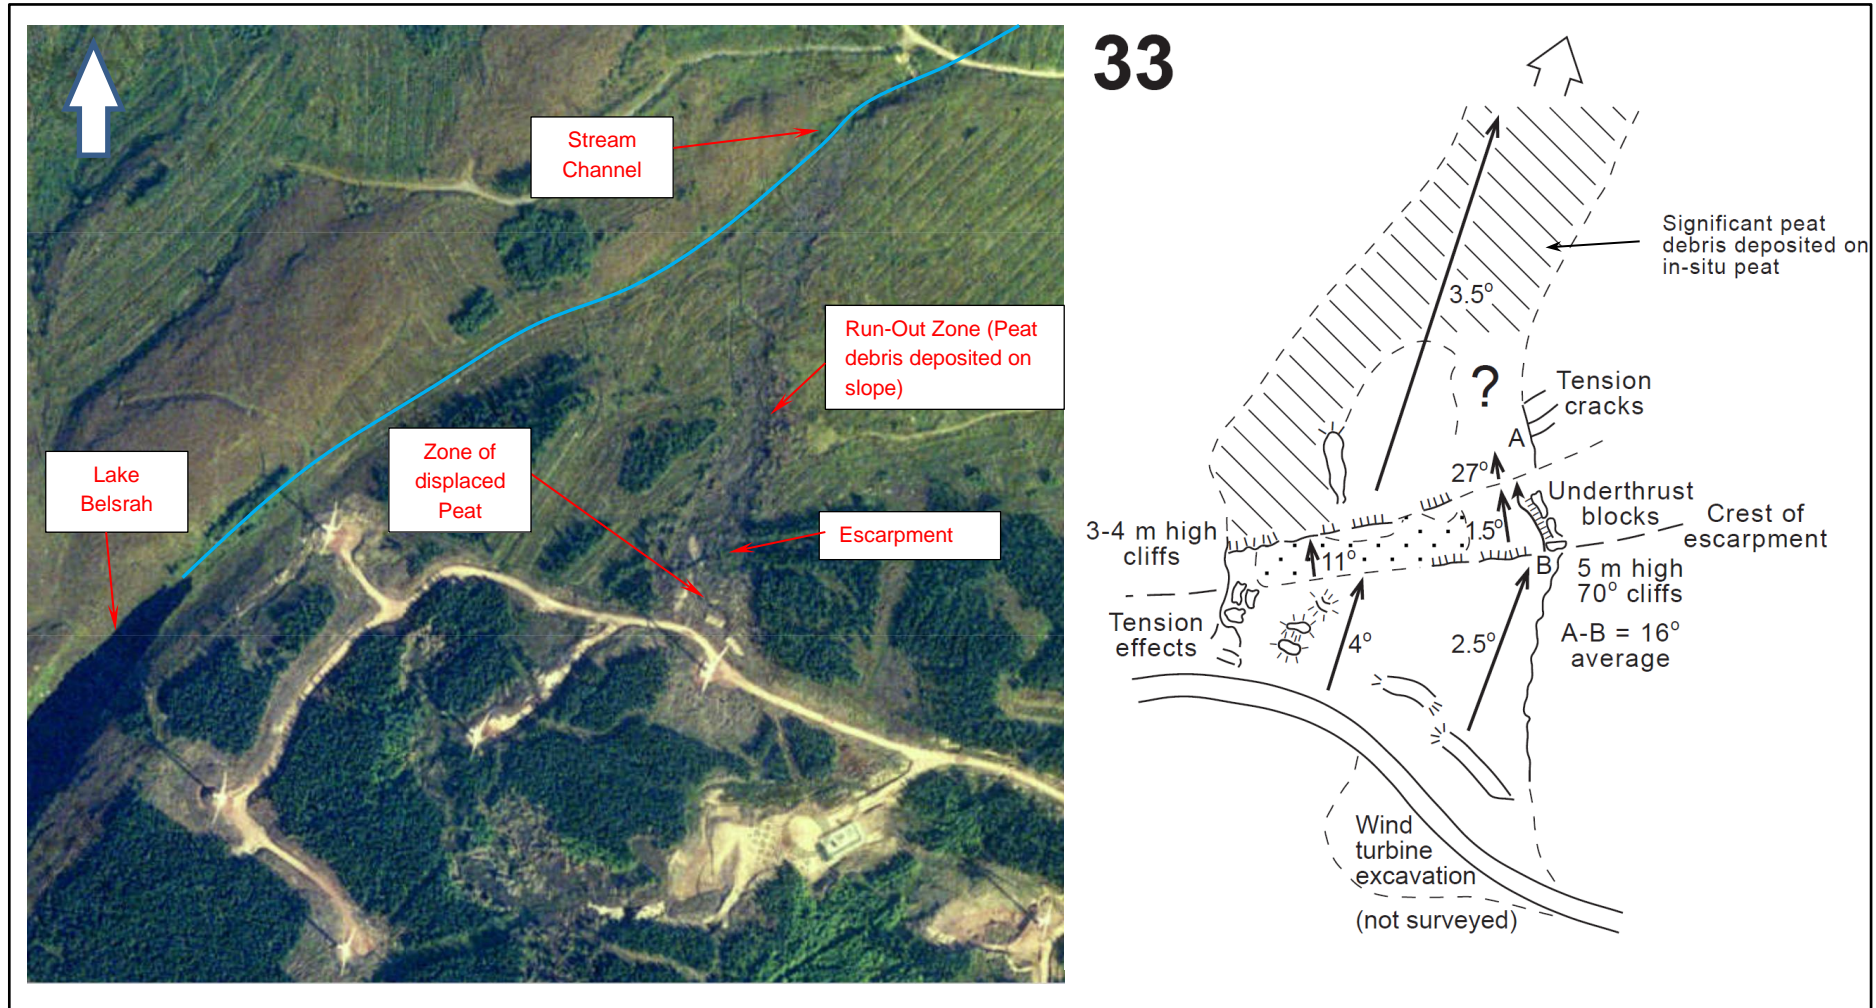 Stream
Channel
Run-Out Zone (Peat
debris deposited on
slope)
Zone of
displaced
Peat
Lake
Belsrah
Escarpment
33
Significant peat
debris deposited on
in-situ peat
3.5°
?
Tension
cracks
A
27°
Underthrust
blocks
Crest of
escarpment
3-4 m high
cliffs
15°
11°
B
5 m high
70° cliffs
Tension
effects
4°
2.5°
A-B = 16°
average
Wind
turbine
excavation
(not surveyed)